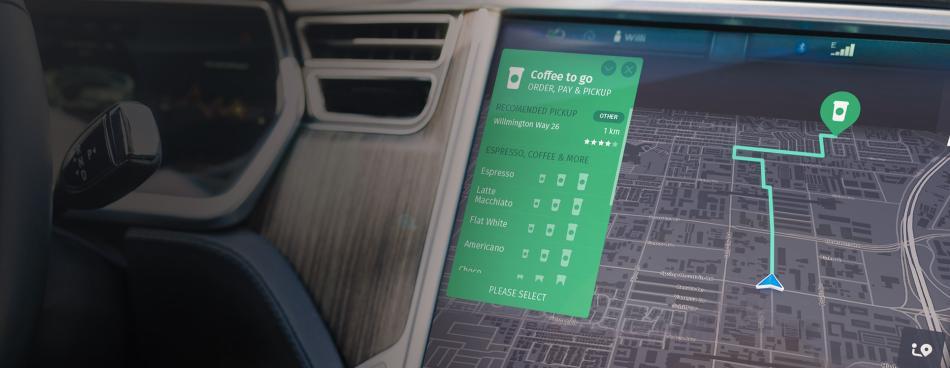 Willi
E
Coffee to go
ORDER, PAY & PICKUP
RECOMENDED PICKUP
OTHER
Willmington Way 26
1 km
ESPRESSO, COFFEE & MORE
Espresso
Latte
Macchiato
Flat White
Americano
Choco
PLEASE SELECT